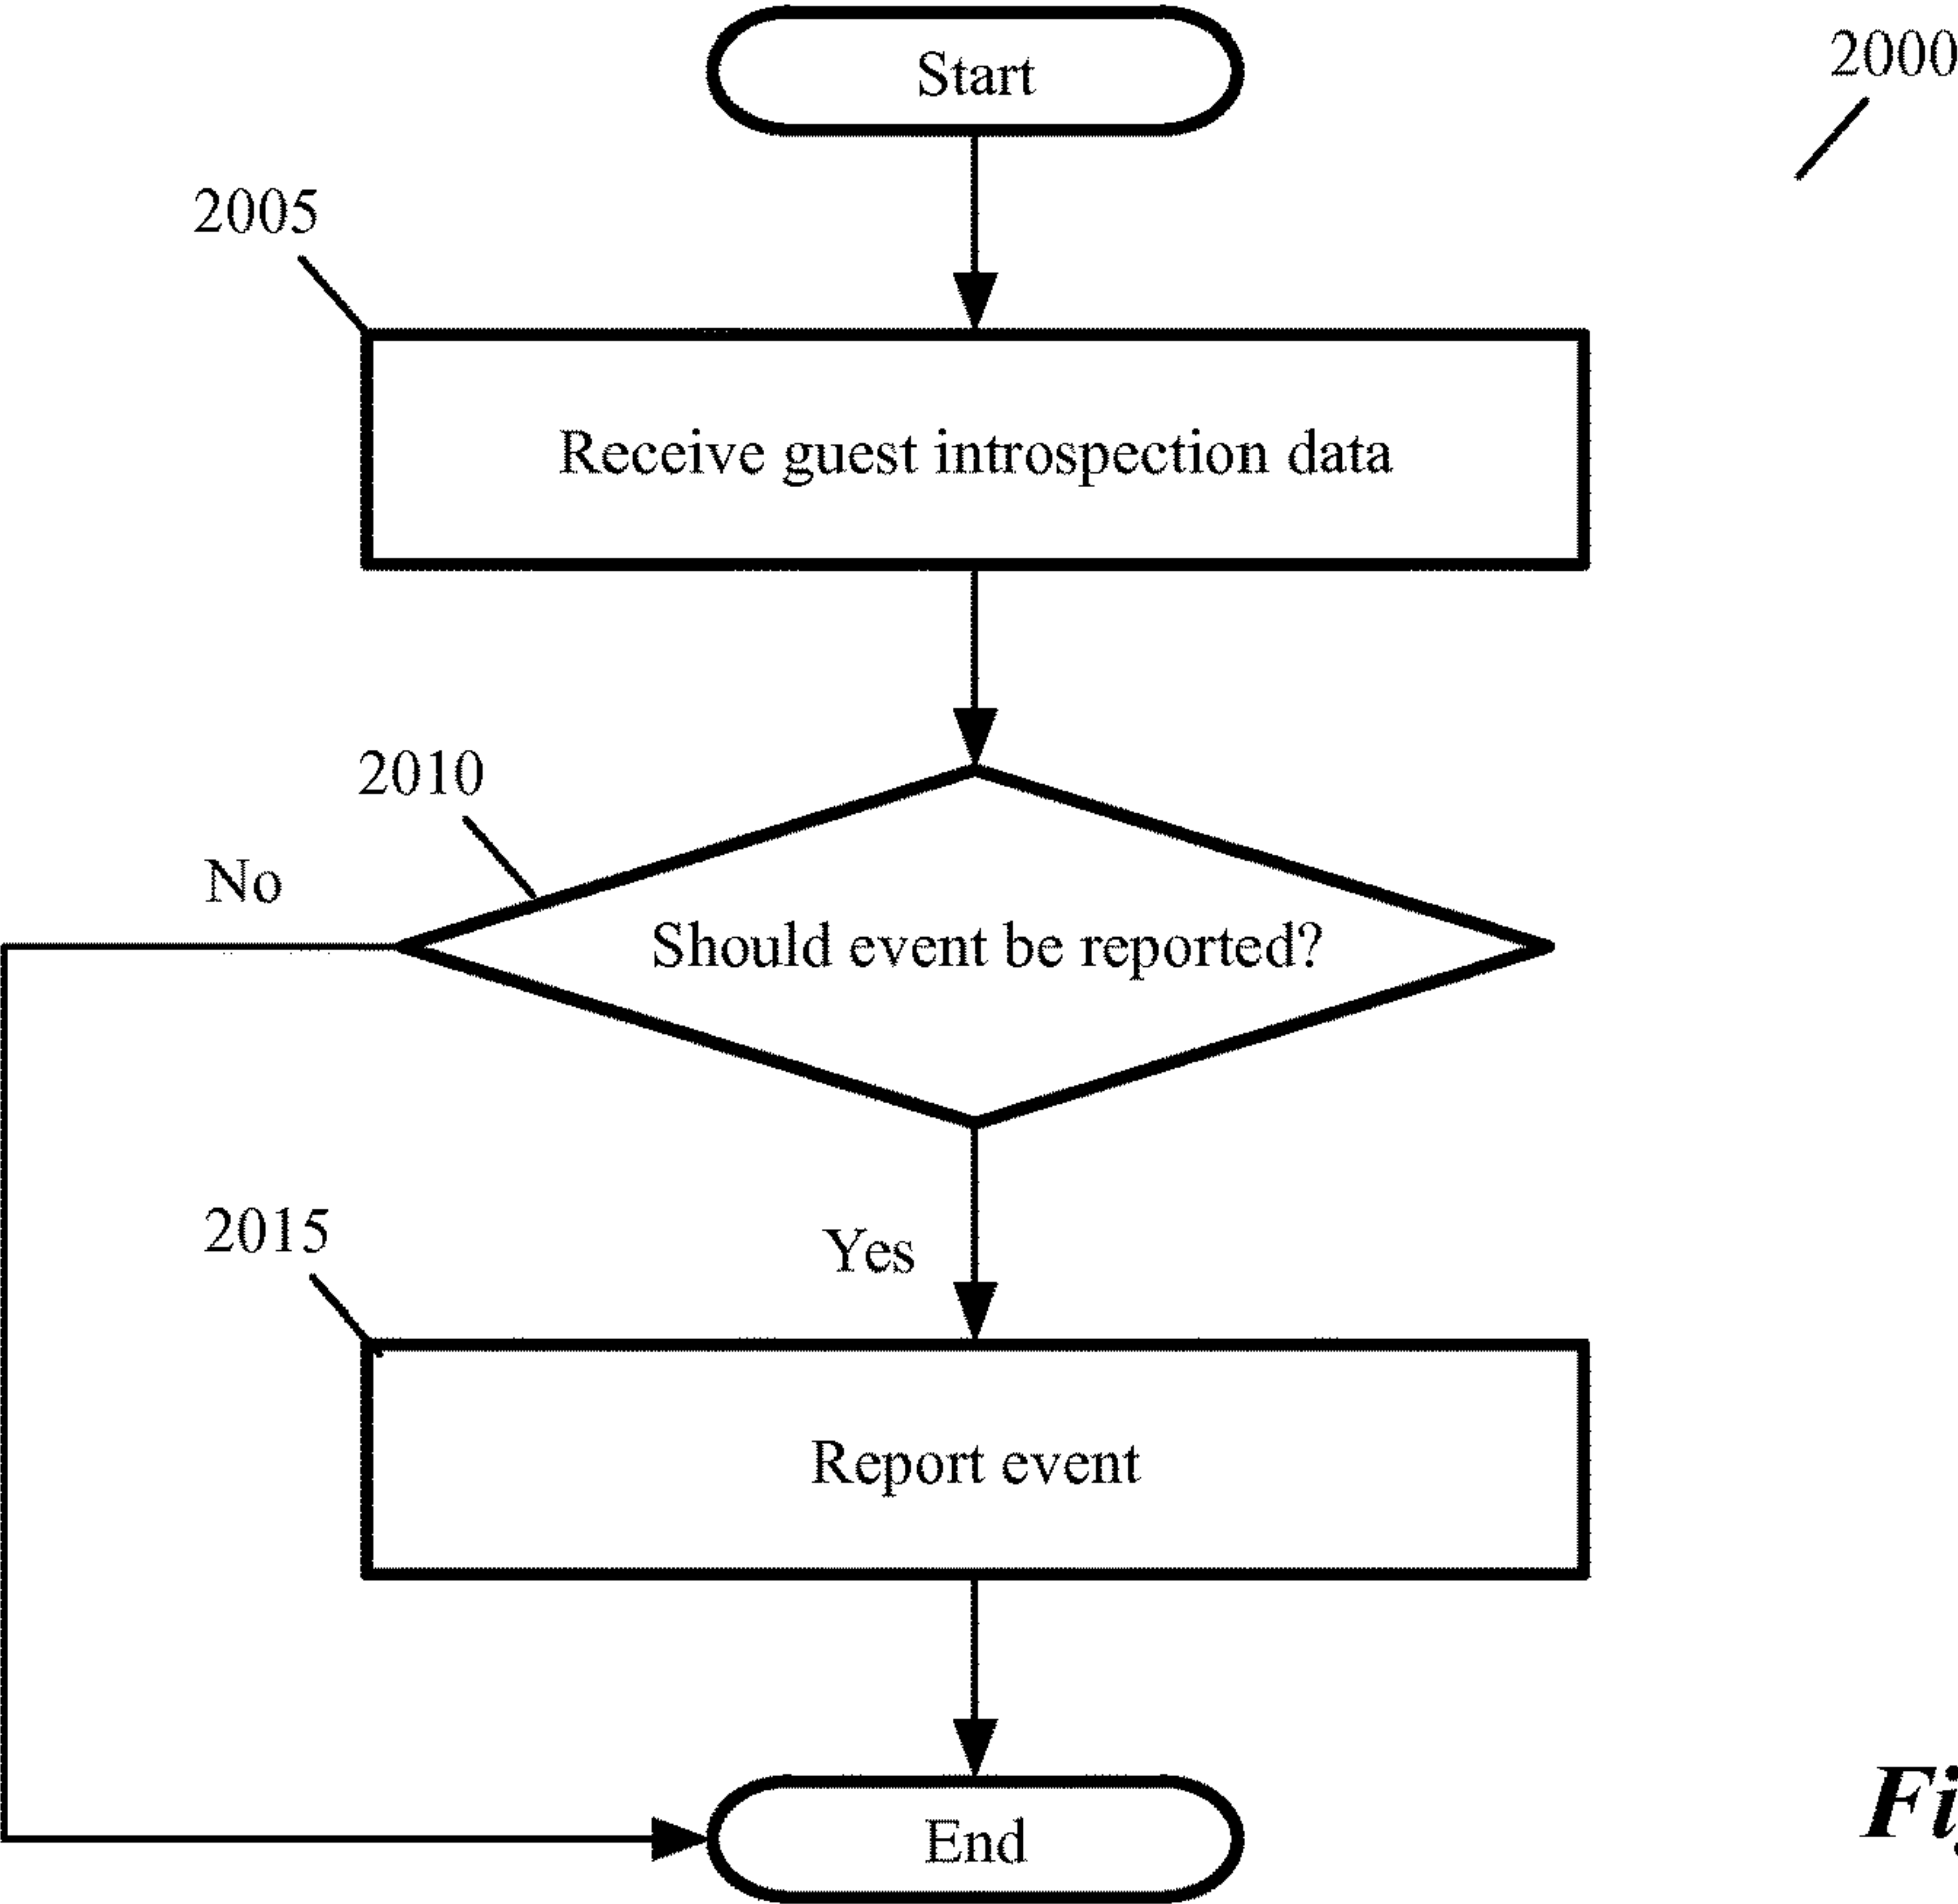 Start
2000
2005
Receive guest introspection data
2010
No
Should event be reported?
2015
Yes
Report event
End